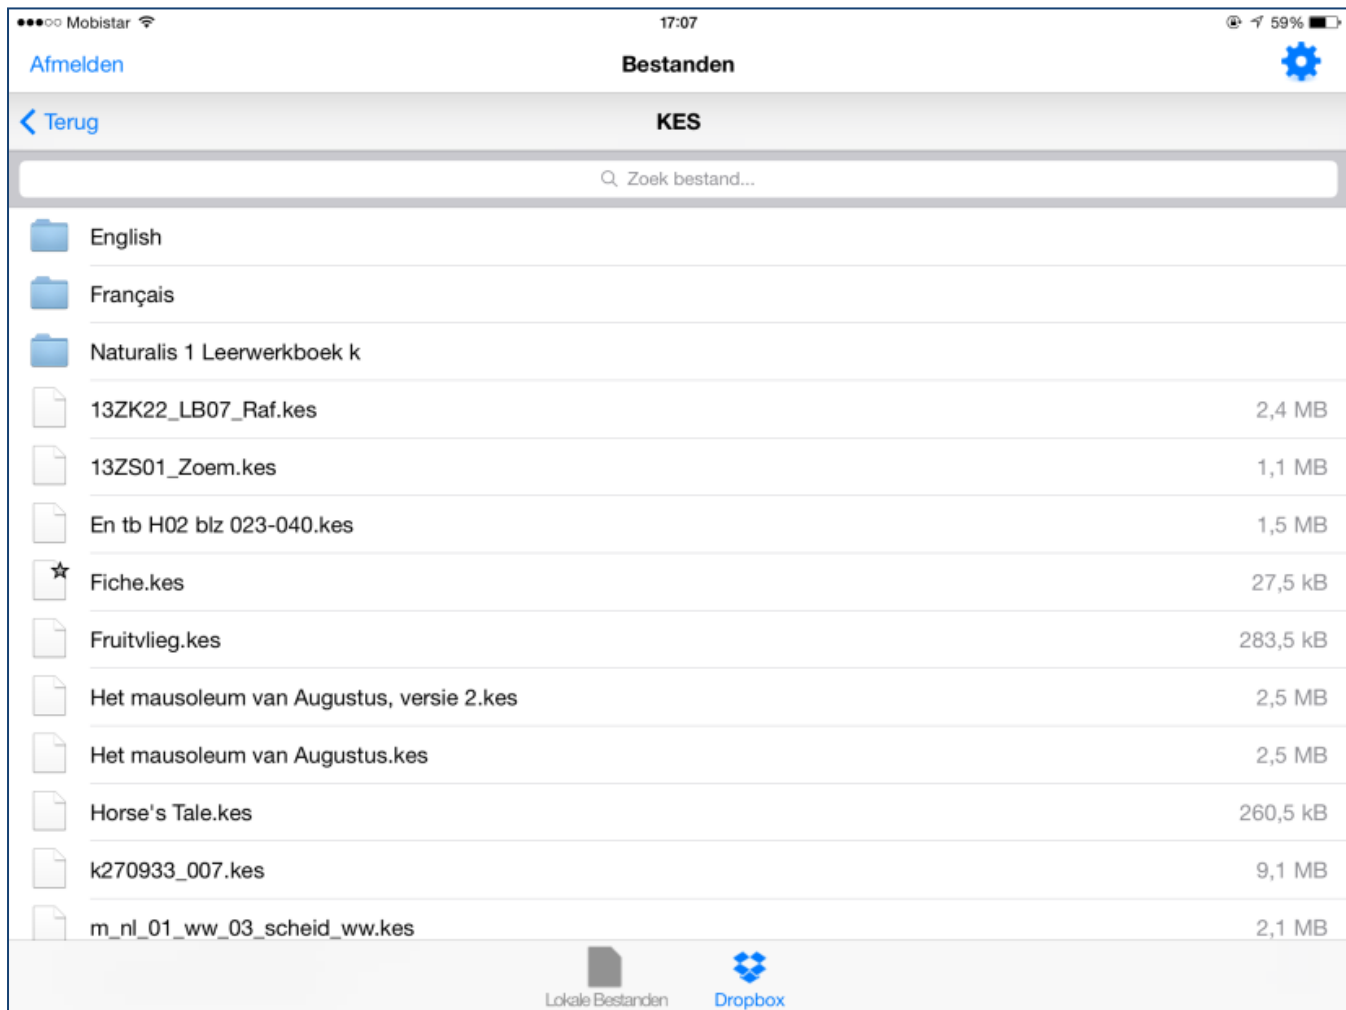 Mobistar 17:07 59%
Afmelden Bestanden
Terug KES
Zoek bestand...
English
Français
Naturalis 1 Leerwerkboek k
13ZK22_LB07_Raf.kes 2,4 MB
13ZS01_Zoem.kes 1,1 MB
En tb H02 blz 023-040.kes 1,5 MB
Fiche.kes 27,5 kB
Fruitvlieg.kes 283,5 kB
Het mausoleum van Augustus, versie 2.kes 2,5 MB
Het mausoleum van Augustus.kes 2,5 MB
Horse's Tale.kes 260,5 kB
k270933_007.kes 9,1 MB
m_nl_01_ww_03_scheid_ww.kes 2,1 MB
Lokale Bestanden Dropbox